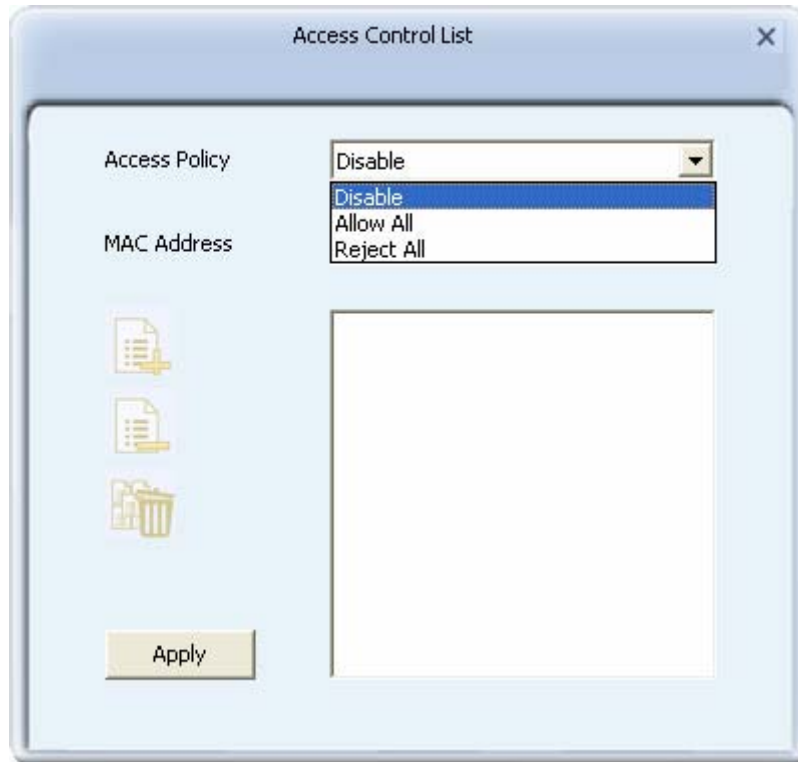 Access Control List
Access Policy
Disable
Disable
Allow All
Reject All
MAC Address
Apply